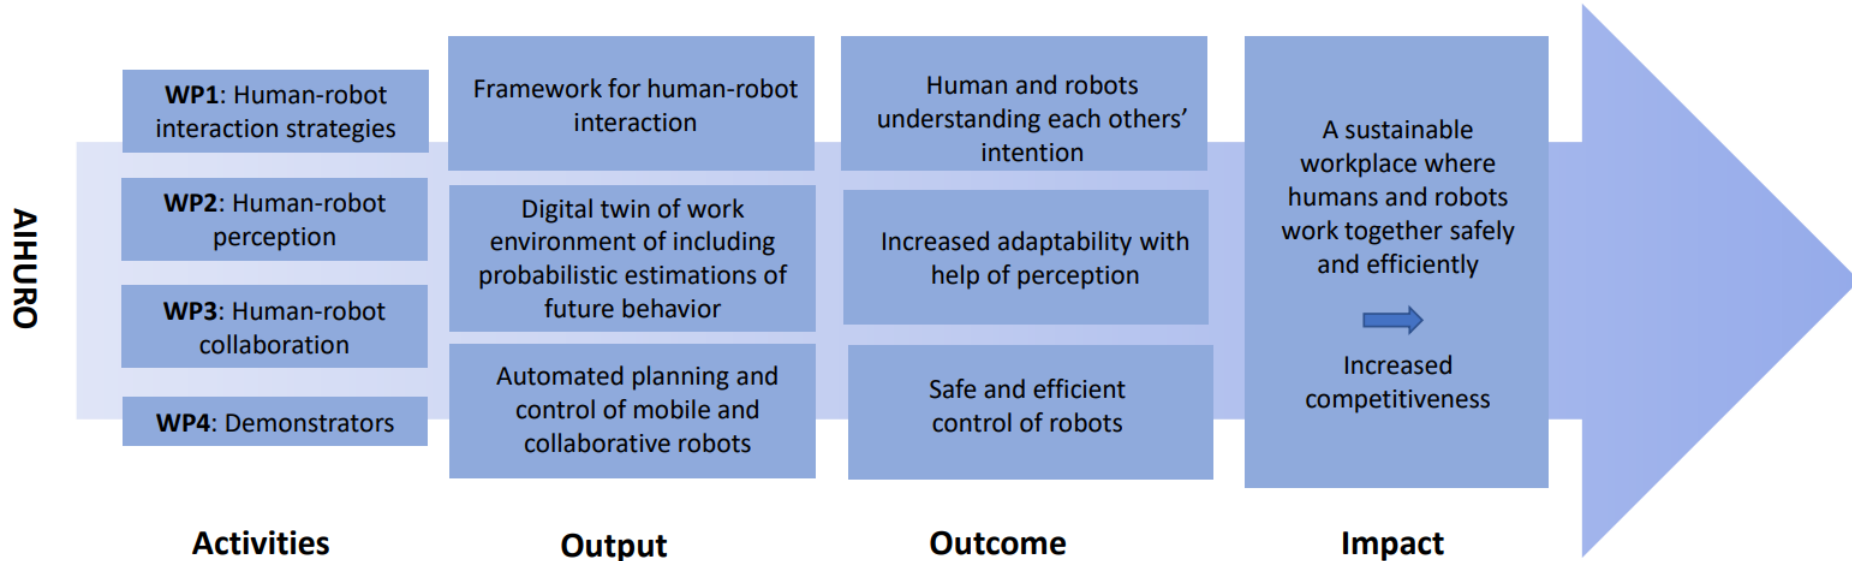 AIHURO
WP1: Human-robot
interaction strategies
WP2: Human-robot
perception
WP3: Human-robot
collaboration
WP4: Demonstrators
Activities
Framework for human-robot
interaction
Digital twin of work
environment of including
probabilistic estimations of
future behavior
Automated planning and
control of mobile and
collaborative robots
Output
Human and robots
understanding each others’
intention
Increased adaptability with
help of perception
Safe and efficient
control of robots
Outcome
A sustainable
workplace where
humans and robots
work together safely
and efficiently
Increased
competitiveness
Impact